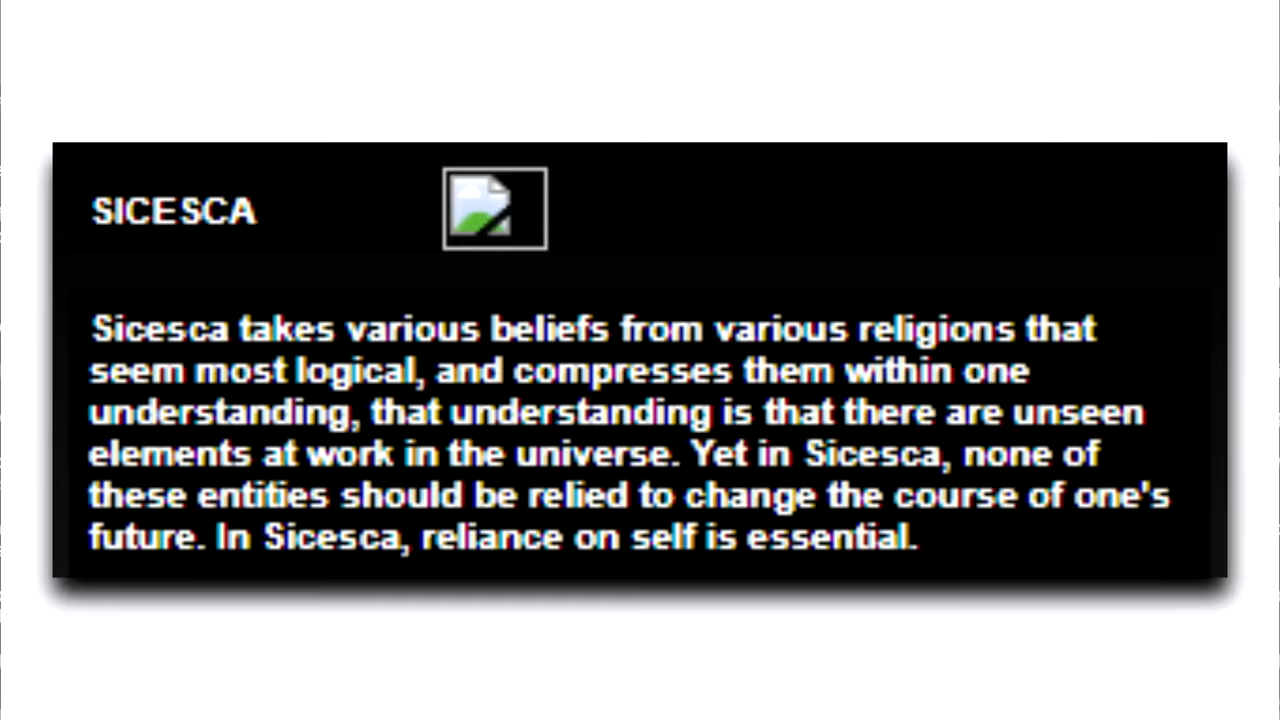 SICESCA
Sicesca takes various beliefs from various religions that
seem most logical, and compresses them within one
understanding, that understanding is that there are unseen
elements at work in the universe. Yet in Sicesca, none of
these entities should be relied to change the course of one's
future. In Sicesca, reliance on self is essential.